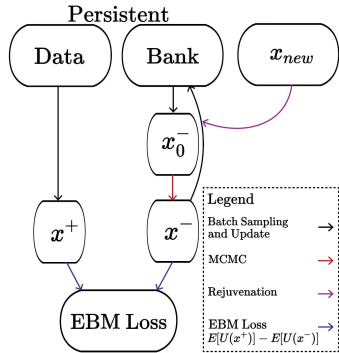 Persistent
Data
Bank
x_new
x_0^-
x^+
x^-
EBM Loss
Legend
Batch Sampling
and Update
MCMC
Rejuvenation
EBM Loss
E[U(x^+)] − E[U(x^-)]